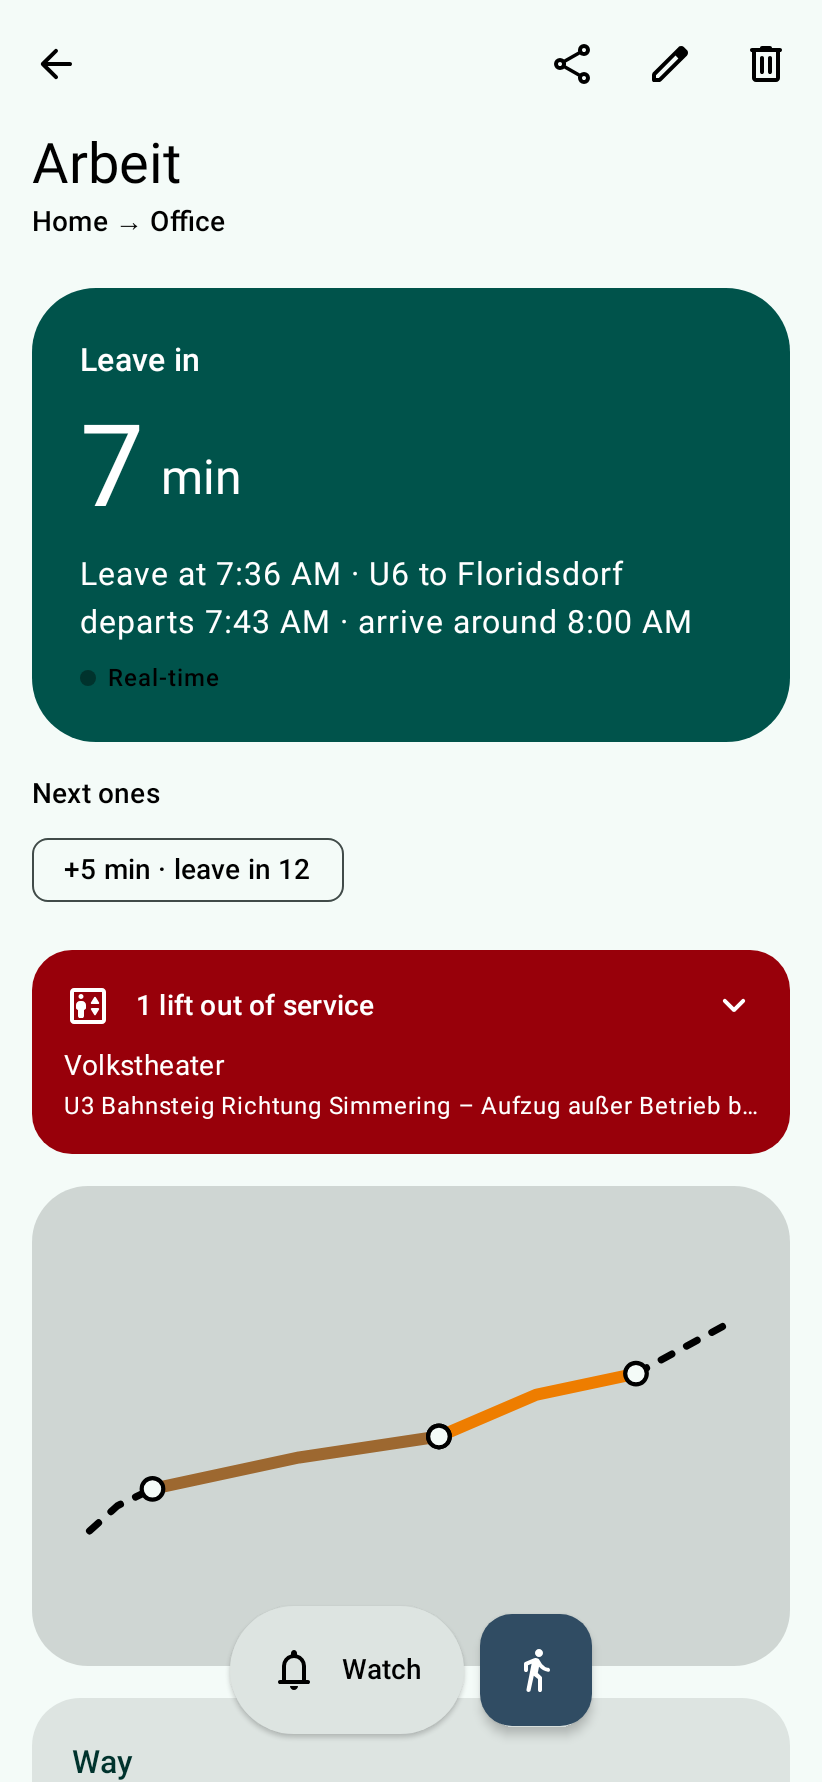 Arbeit
Home → Office
Leave in
7 min
Leave at 7:36 AM · U6 to Floridsdorf
departs 7:43 AM · arrive around 8:00 AM
Real-time
Next ones
+5 min · leave in 12
1 lift out of service
Volkstheater
U3 Bahnsteig Richtung Simmering – Aufzug außer Betrieb b…
Watch
Way